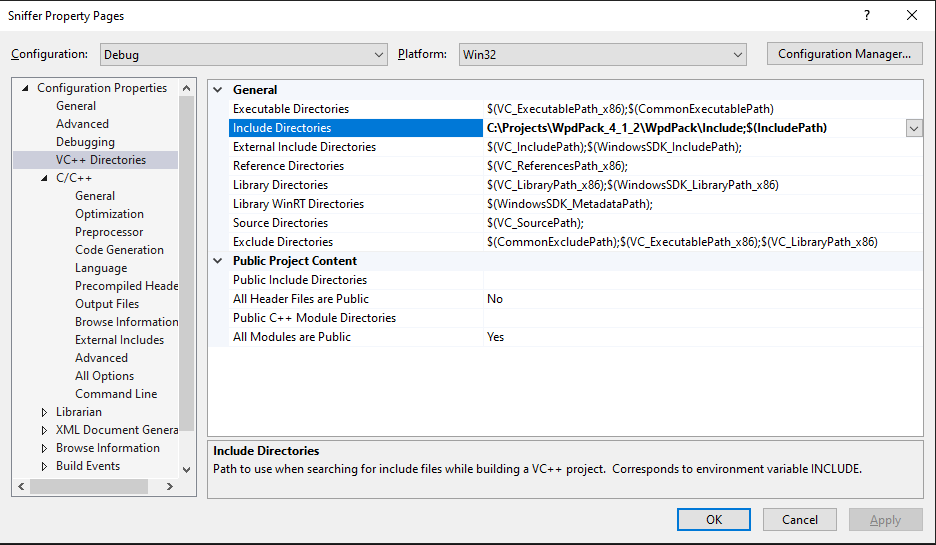 Sniffer Property Pages
? 
Configuration: Debug Platform: Win32 Configuration Manager...
Configuration Properties
General
Advanced
Debugging
VC++ Directories
C/C++
General
Optimization
Preprocessor
Code Generation
Language
Precompiled Heade
Output Files
Browse Information
External Includes
Advanced
All Options
Command Line
Librarian
XML Document Genera
Browse Information
Build Events
General
Executable Directories $(VC_ExecutablePath_x86);$(CommonExecutablePath)
Include Directories C:\Projects\WpdPack_4_1_2\WpdPack\Include;$(IncludePath)
External Include Directories $(VC_IncludePath);$(WindowsSDK_IncludePath);
Reference Directories $(VC_ReferencesPath_x86);
Library Directories $(VC_LibraryPath_x86);$(WindowsSDK_LibraryPath_x86)
Library WinRT Directories $(WindowsSDK_MetadataPath);
Source Directories $(VC_SourcePath);
Exclude Directories $(CommonExcludePath);$(VC_ExecutablePath_x86);$(VC_LibraryPath_x86)
Public Project Content
Public Include Directories
All Header Files are Public No
Public C++ Module Directories
All Modules are Public Yes
Include Directories
Path to use when searching for include files while building a VC++ project. Corresponds to environment variable INCLUDE.
OK Cancel Apply